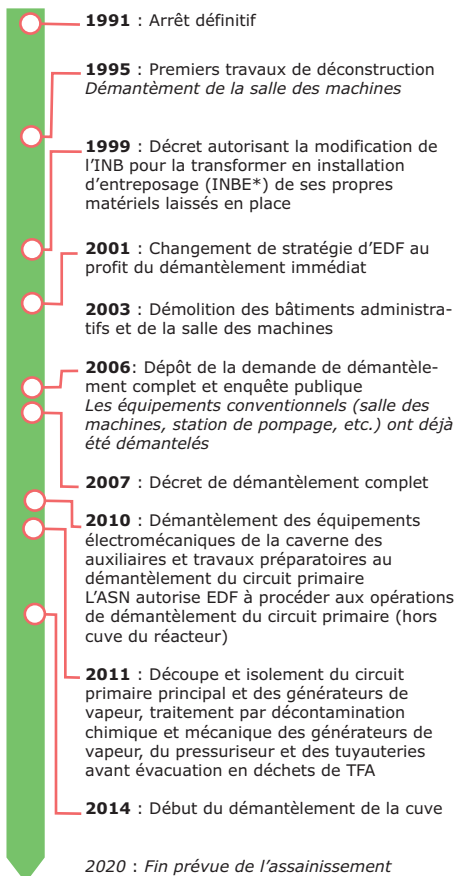 1991 : Arrêt définitif
1995 : Premiers travaux de déconstruction
Démantèment de la salle des machines
1999 : Décret autorisant la modification de
l’INB pour la transformer en installation
d’entreposage (INBE*) de ses propres
matériels laissés en place
2001 : Changement de stratégie d’EDF au
profit du démantèlement immédiat
2003 : Démolition des bâtiments administra-
tifs et de la salle des machines
2006: Dépôt de la demande de démantèle-
ment complet et enquête publique
Les équipements conventionnels (salle des
machines, station de pompage, etc.) ont déjà
été démantelés
2007 : Décret de démantèlement complet
2010 : Démantèlement des équipements
électromécaniques de la caverne des
auxiliaires et travaux préparatoires au
démantèlement du circuit primaire
L’ASN autorise EDF à procéder aux opérations
de démantèlement du circuit primaire (hors
cuve du réacteur)
2011 : Découpe et isolement du circuit
primaire principal et des générateurs de
vapeur, traitement par décontamination
chimique et mécanique des générateurs de
vapeur, du pressuriseur et des tuyauteries
avant évacuation en déchets de TFA
2014 : Début du démantèlement de la cuve
2020 : Fin prévue de l’assainissement